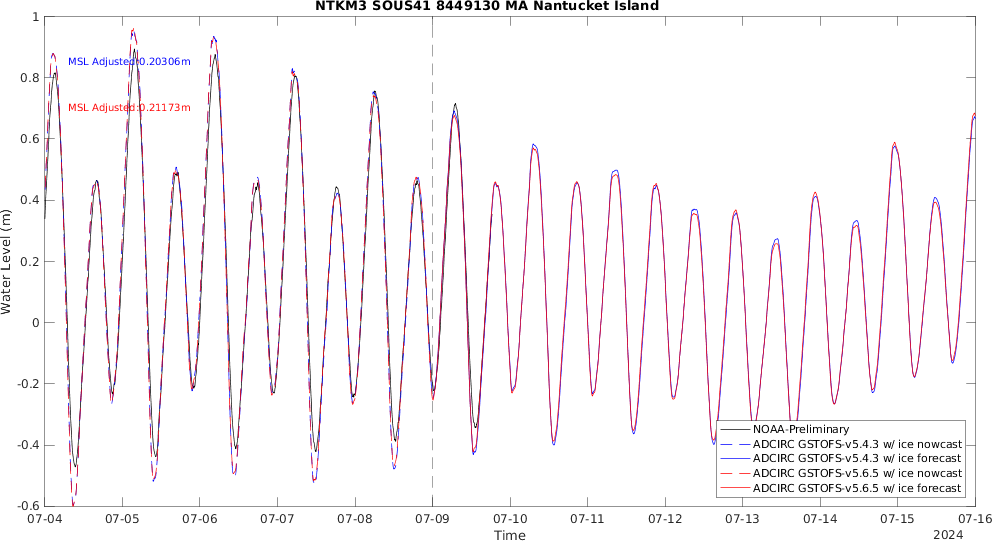 NTKM3 SOUS41 8449130 MA Nantucket Island
1
0.8
0.6
0.4
0.2
0
-0.2
-0.4
-0.6
Water Level (m)
MSL Adjusted:0.20306m
MSL Adjusted:0.21173m
NOAA-Preliminary
ADCIRC GSTOFS-v5.4.3 w/ ice nowcast
ADCIRC GSTOFS-v5.4.3 w/ ice forecast
ADCIRC GSTOFS-v5.6.5 w/ ice nowcast
ADCIRC GSTOFS-v5.6.5 w/ ice forecast
07-04 07-05 07-06 07-07 07-08 07-09 07-10 07-11 07-12 07-13 07-14 07-15 07-16
Time
2024